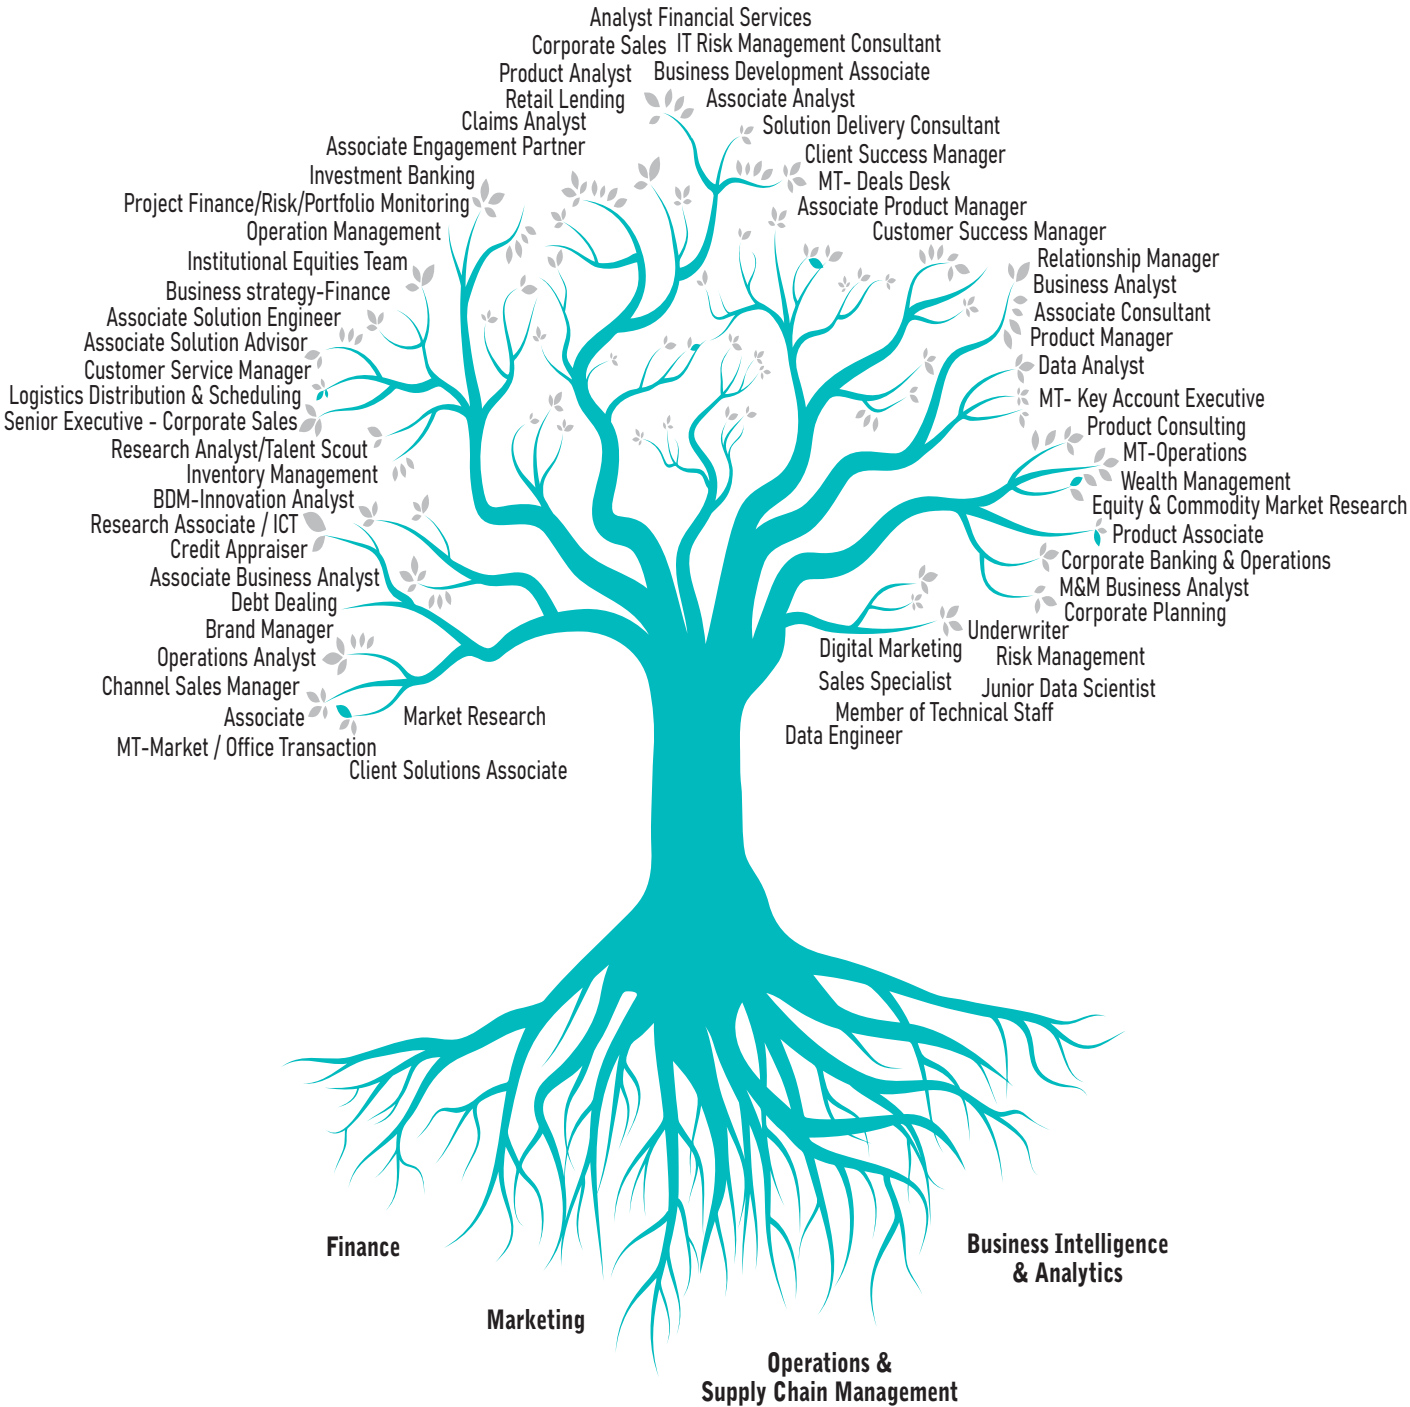 Analyst Financial Services
Corporate Sales IT Risk Management Consultant
Product Analyst Business Development Associate
Retail Lending Associate Analyst
Claims Analyst Solution Delivery Consultant
Associate Engagement Partner Client Success Manager
Investment Banking MT- Deals Desk
Project Finance/Risk/Portfolio Monitoring Associate Product Manager
Operation Management Customer Success Manager
Institutional Equities Team Relationship Manager
Business strategy-Finance Business Analyst
Associate Solution Engineer Associate Consultant
Associate Solution Advisor Product Manager
Customer Service Manager Data Analyst
Logistics Distribution & Scheduling MT- Key Account Executive
Senior Executive - Corporate Sales Product Consulting
Research Analyst/Talent Scout MT-Operations
Inventory Management Wealth Management
BDM-Innovation Analyst Equity & Commodity Market Research
Research Associate / ICT Product Associate
Credit Appraiser Corporate Banking & Operations
Associate Business Analyst M&M Business Analyst
Debt Dealing Corporate Planning
Brand Manager Underwriter
Operations Analyst Digital Marketing Risk Management
Channel Sales Manager Sales Specialist Junior Data Scientist
Associate Market Research Member of Technical Staff
MT-Market / Office Transaction Data Engineer
Client Solutions Associate
Finance
Business Intelligence
& Analytics
Marketing
Operations &
Supply Chain Management